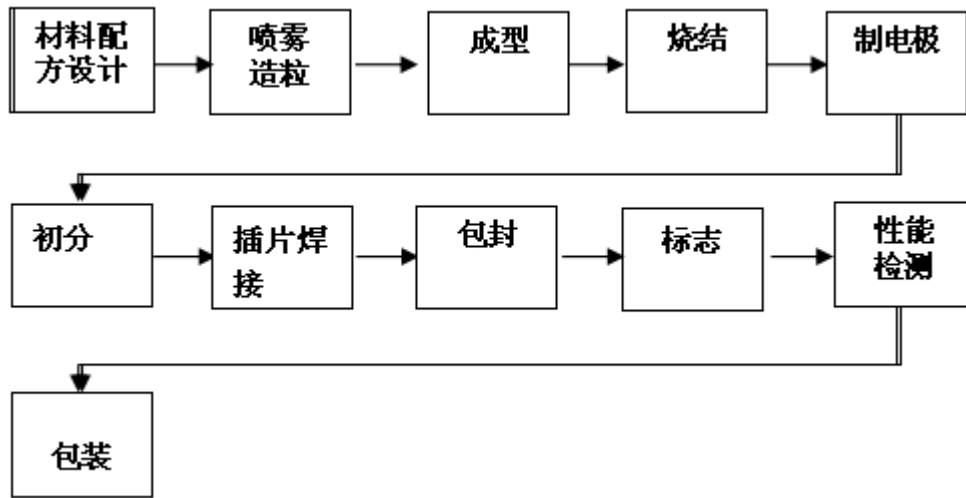 材料配
方设计
喷雾
造粒
成型
烧结
制电极
初分
插片焊
接
包封
标志
性能
检测
包装